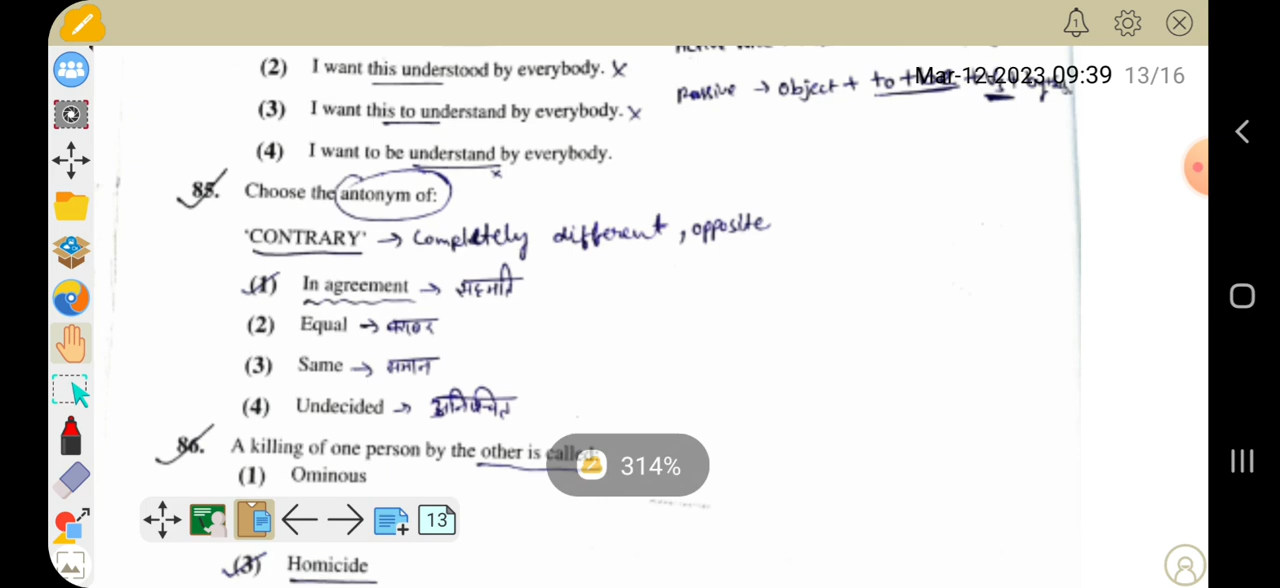 1
(2) I want this understood by everybody. x
Mar-12-2023 09:39 13/16
Passive → object +
(3) I want this to understand by everybody. x
(4) I want to be understand by everybody.
x
85. Choose the antonym of:
'CONTRARY' → Completely different, opposite
(1) In agreement → सहमति
(2) Equal → बराबर
(3) Same → समान
(4) Undecided → अनिश्चित
86. A killing of one person by the other is called
314%
(1) Ominous
13
(3) Homicide